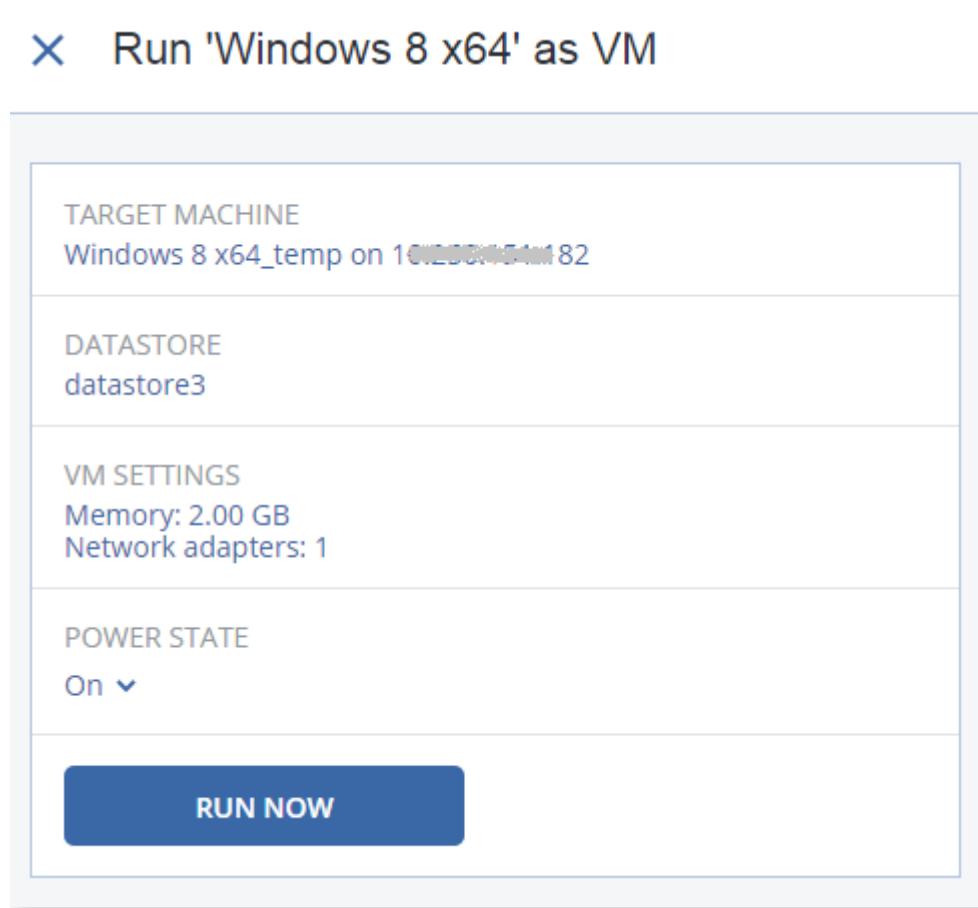 Run 'Windows 8 x64' as VM
TARGET MACHINE
Windows 8 x64_temp on
DATASTORE
datastore3
VM SETTINGS
Memory: 2.00 GB
Network adapters: 1
POWER STATE
On
RUN NOW